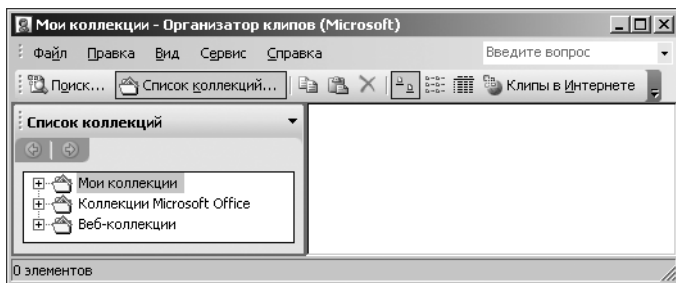 Мои коллекции - Организатор клипов (Microsoft)
Файл Правка Вид Сервис Справка Введите вопрос
Поиск... Список коллекций... Клипы в Интернете
Список коллекций
Мои коллекции
Коллекции Microsoft Office
Веб-коллекции
0 элементов